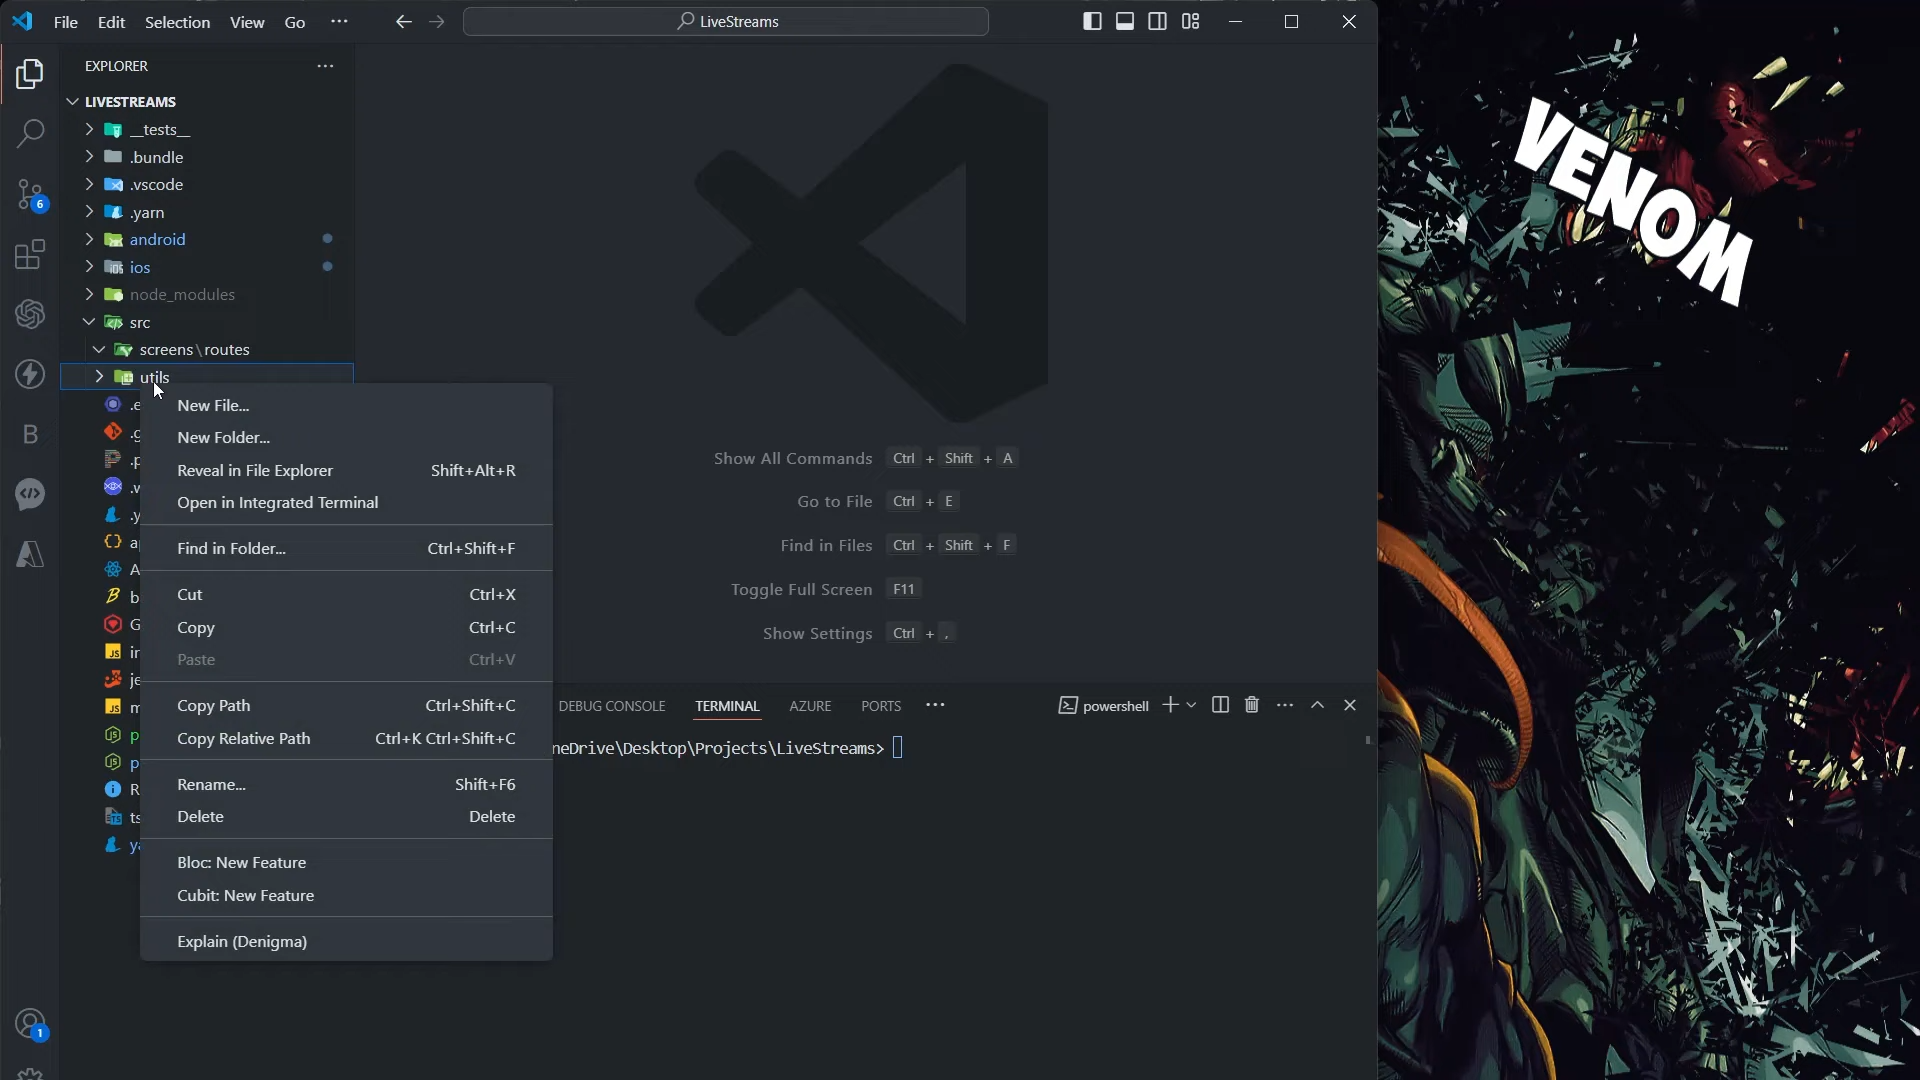 File Edit Selection View Go ···
LiveStreams
EXPLORER ···
LIVESTREAMS
__tests__
.bundle
.vscode
.yarn
android
ios
node_modules
src
screens\routes
utils
VENOM
New File...
New Folder...
Reveal in File Explorer Shift+Alt+R
Open in Integrated Terminal
Find in Folder... Ctrl+Shift+F
Cut Ctrl+X
Copy Ctrl+C
Paste Ctrl+V
Copy Path Ctrl+Shift+C
Copy Relative Path Ctrl+K Ctrl+Shift+C
Rename... Shift+F6
Delete Delete
Bloc: New Feature
Cubit: New Feature
Explain (Denigma)
Show All Commands Ctrl + Shift + A
Go to File Ctrl + E
Find in Files Ctrl + Shift + F
Toggle Full Screen F11
Show Settings Ctrl + ,
DEBUG CONSOLE TERMINAL AZURE PORTS ··· powershell
neDrive\Desktop\Projects\LiveStreams>
6
B
1